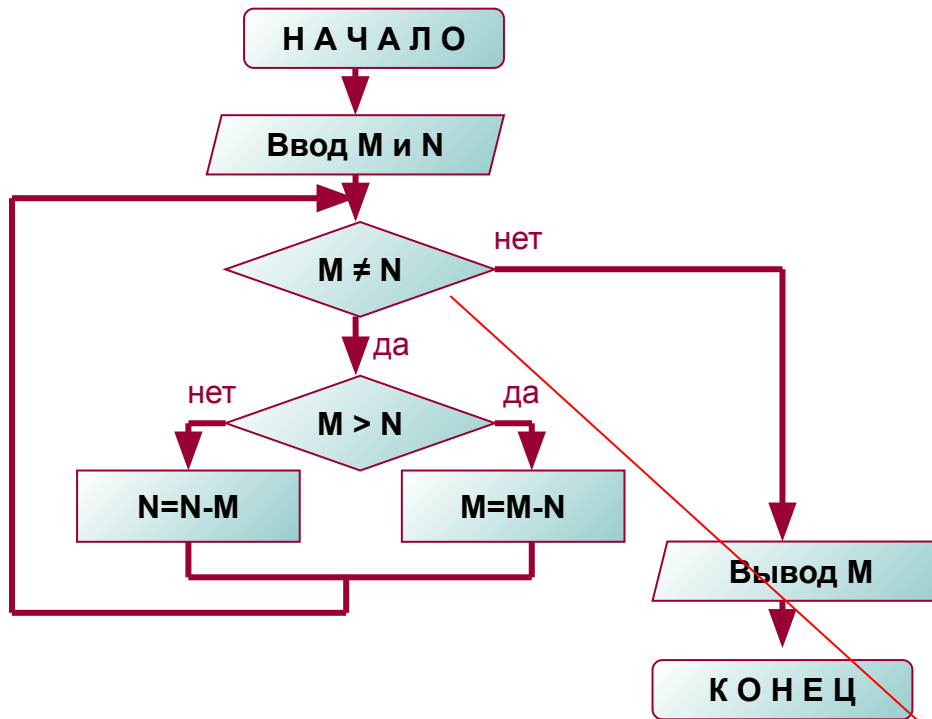 Н А Ч А Л О
Ввод M и N
M ≠ N
нет
да
M > N
нет
да
N=N-M
M=M-N
Вывод M
К О Н Е Ц